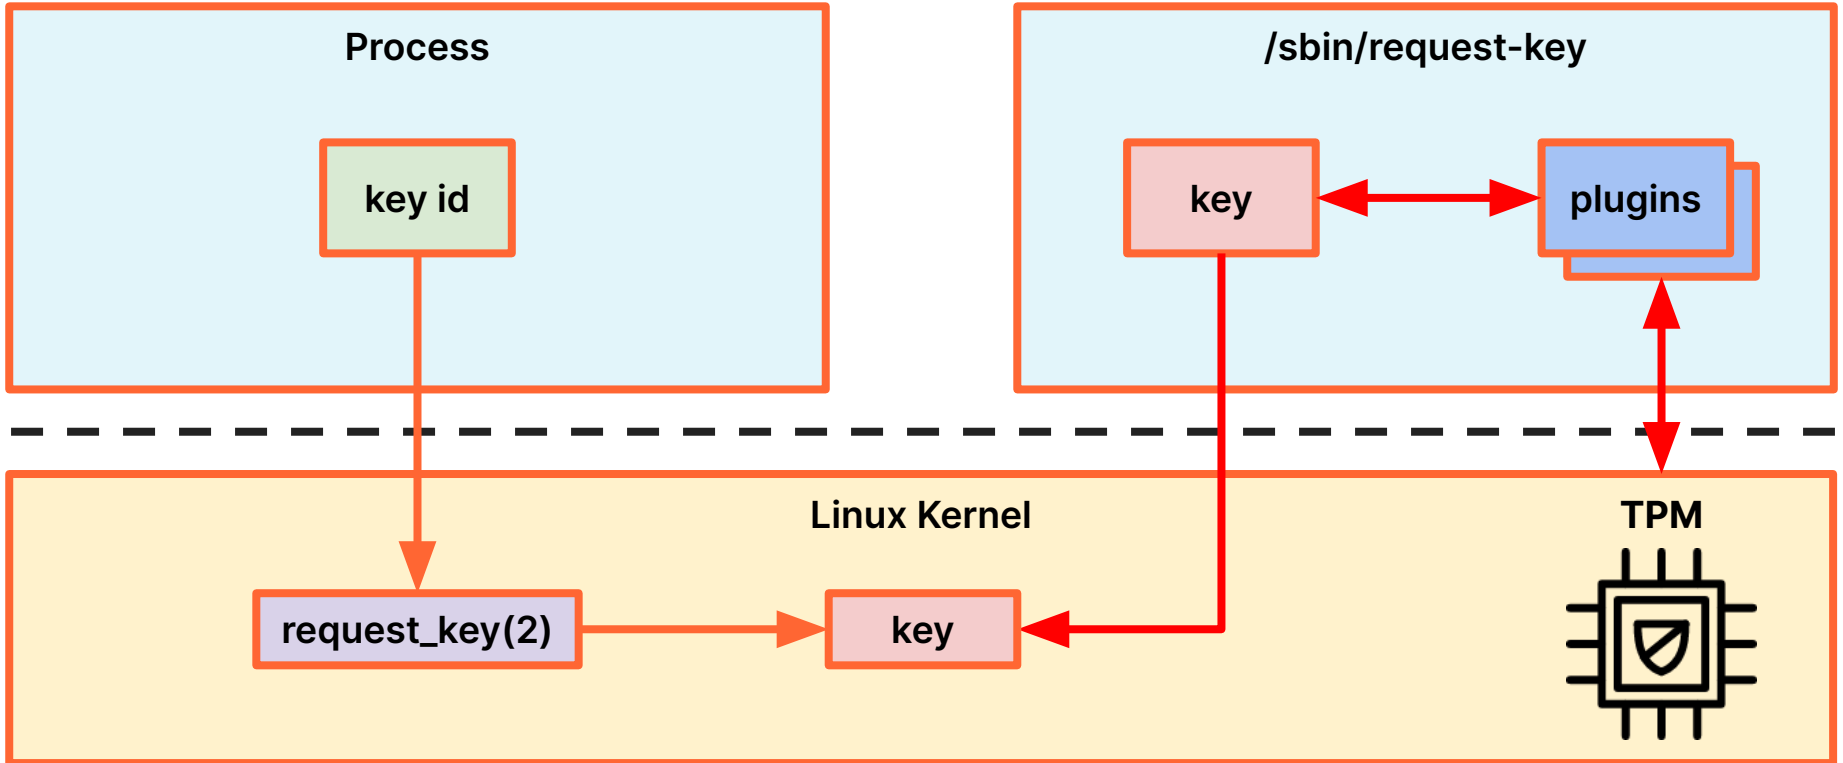 Process
key id
/sbin/request-key
key
plugins
Linux Kernel
TPM
request_key(2)
key